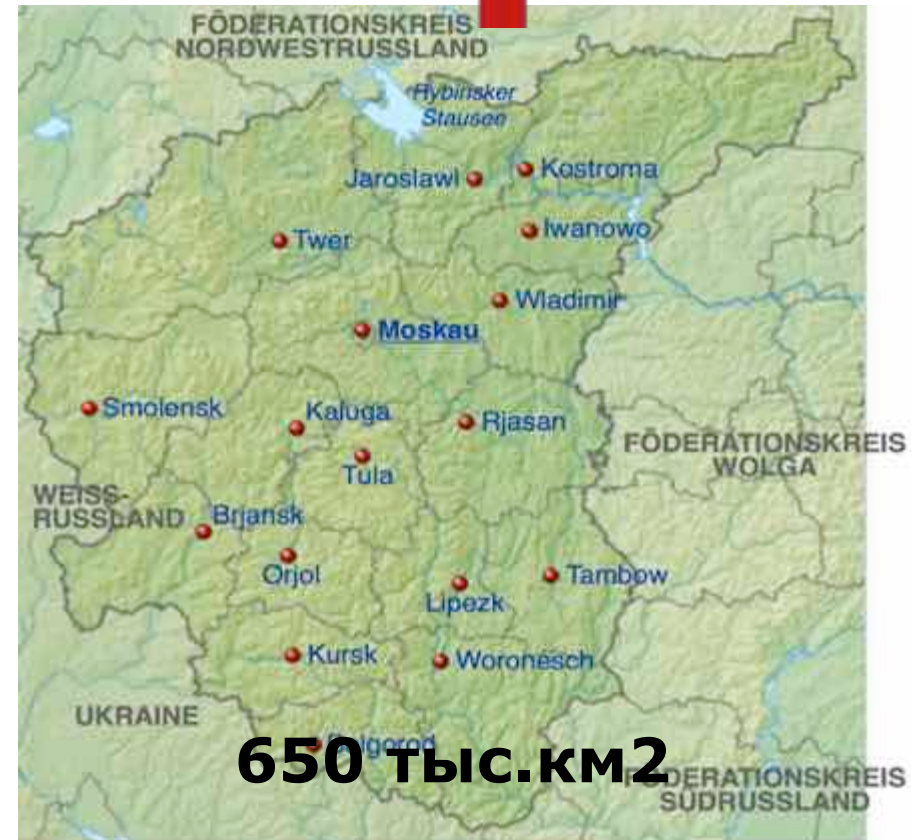 FÖDERATIONSKREIS
NORDWESTRUSSLAND
Rybinsker
Stausee
Jaroslawl
Kostroma
Iwanowo
Twer
Wladimir
Moskau
Smolensk
Kaluga
Rjasan
FÖDERATIONSKREIS
WOLGA
Tula
WEISS-
RUSSLAND
Brjansk
Orjol
Tambow
Lipezk
Kursk
Woronesch
UKRAINE
Belgorod
650 тыс.км2
FÖDERATIONSKREIS
SÜDRUSSLAND